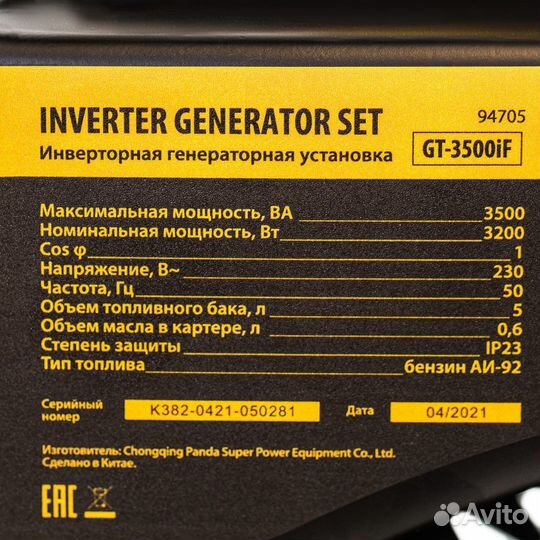 INVERTER GENERATOR SET 94705
Инверторная генераторная установка GT-3500iF
Максимальная мощность, ВА 3500
Номинальная мощность, Вт 3200
Cos φ 1
Напряжение, В~ 230
Частота, Гц 50
Объем топливного бака, л 5
Объем масла в картере, л 0,6
Степень защиты IP23
Тип топлива бензин АИ-92
Серийный номер K382-0421-050281 Дата 04/2021
Изготовитель: Chongqing Panda Super Power Equipment Co., Ltd.
Сделано в Китае.
EAC
Avito